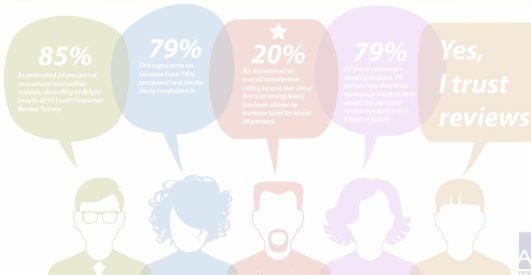 85%
An estimated 85 percent of
consumers read online
reviews, according to Bright
Local's 2013 Local Consumer
Review Survey.
79%
This represents an
increase from 76%
compared to a similar
study conducted in
20%
An increase of an
overall satisfaction
rating by one star (on a
five star rating basis)
has been shown to
increase sales by about
20 percent.
79%
Of those consumers
reading reviews, 79
percent say they trust
reviews as much as they
would the personal
recommendation of a
friend or family
Yes,
I trust
reviews